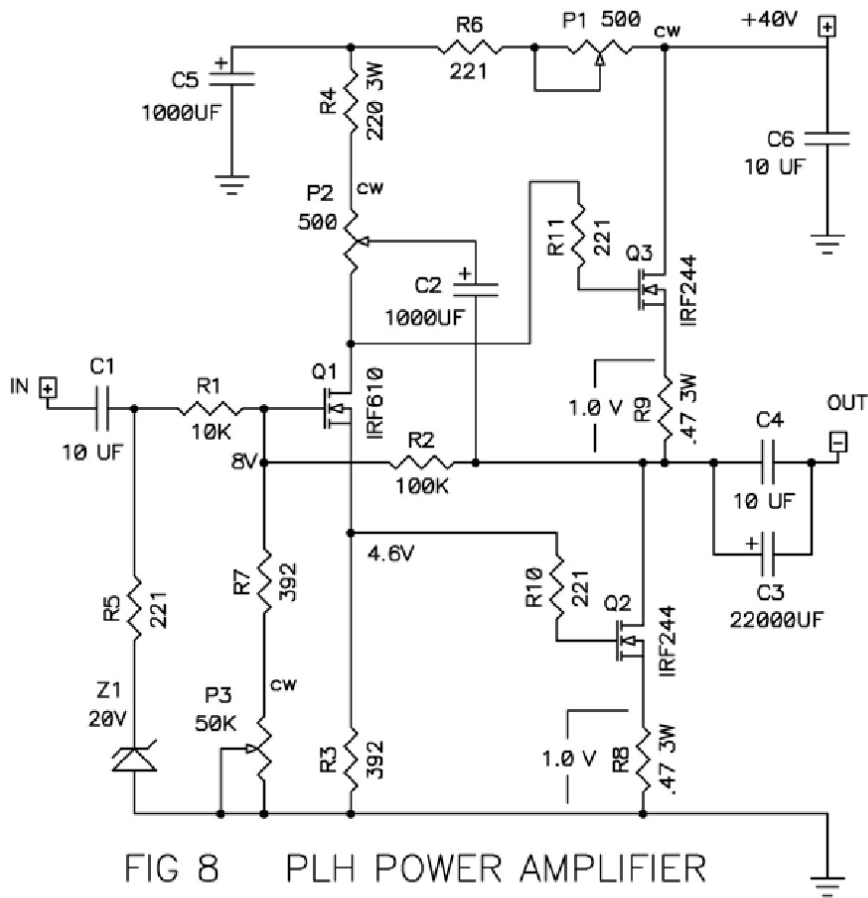 P1 500
+40V
R6
CW
221
C5
1000UF
R4
220 3W
C6
10 UF
P2
CW
500
R11
221
C2
1000UF
Q3
IRF244
C1
IN
R1
Q1
IRF610
10K
10 UF
1.0 V
R9
.47 3W
OUT
C4
8V
R2
100K
10 UF
4.6V
C3
22000UF
R5
221
R7
392
R10
221
Q2
IRF244
Z1
20V
CW
P3
50K
R3
392
1.0 V
R8
.47 3W
FIG 8 PLH POWER AMPLIFIER